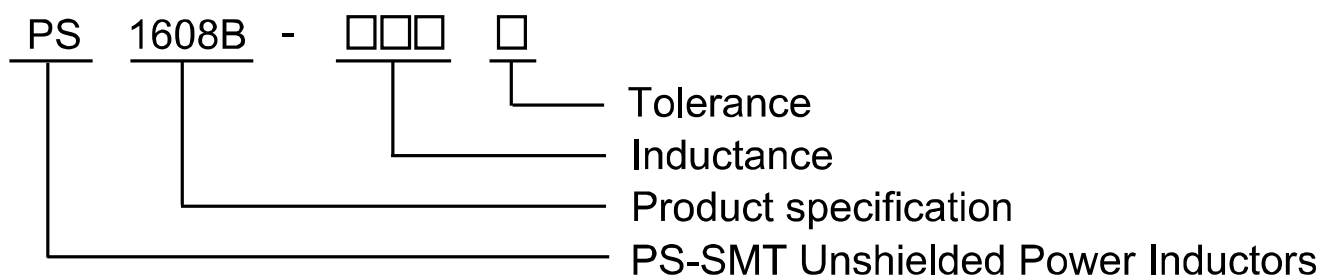 PS 1608B - □□□ □
Tolerance
Inductance
Product specification
PS-SMT Unshielded Power Inductors